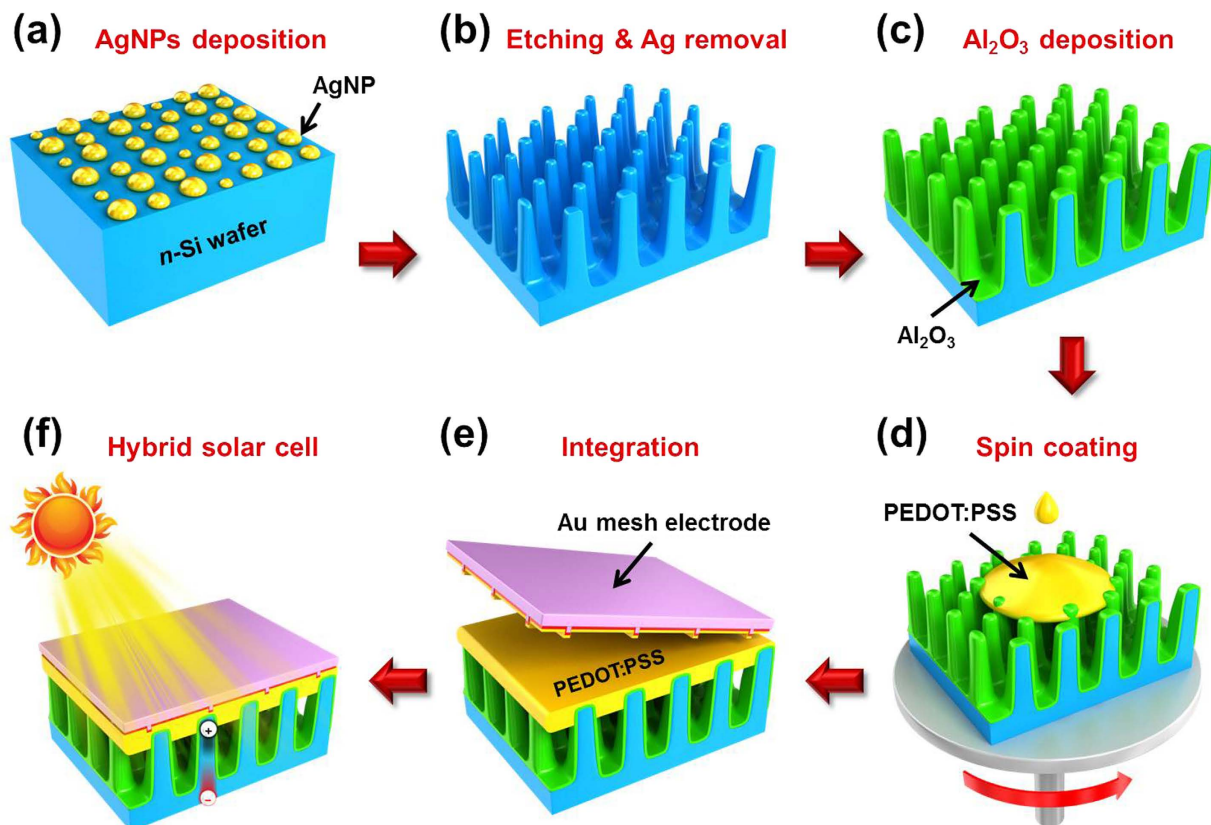 (a) AgNPs deposition
AgNP
n-Si wafer
(b) Etching & Ag removal
(c) Al₂O₃ deposition
Al₂O₃
(d) Spin coating
PEDOT:PSS
(e) Integration
Au mesh electrode
PEDOT:PSS
(f) Hybrid solar cell
+
−